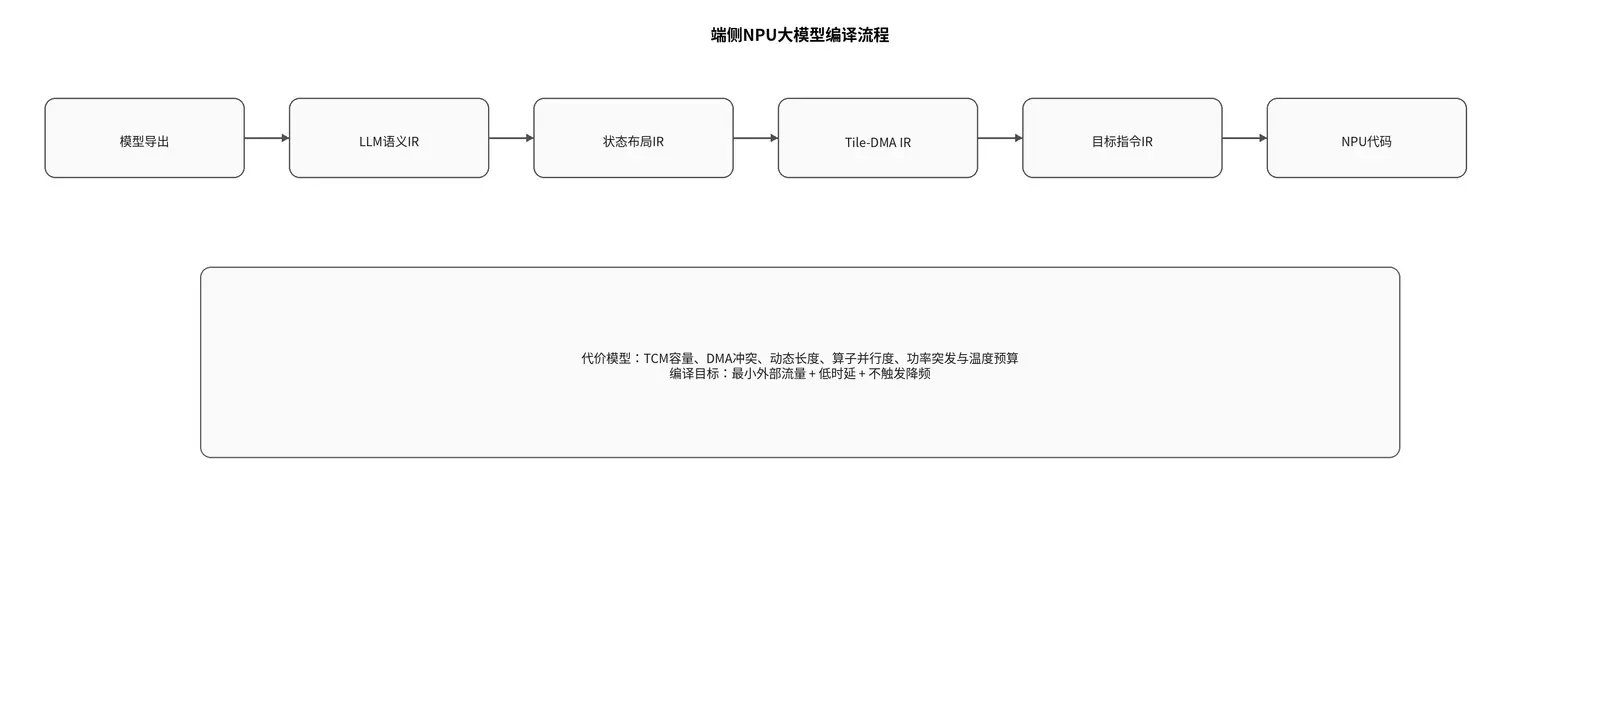 端侧NPU大模型编译流程
模型导出
LLM语义IR
状态布局IR
Tile-DMA IR
目标指令IR
NPU代码
代价模型：TCM容量、DMA冲突、动态长度、算子并行度、功率突发与温度预算
编译目标：最小外部流量 + 低时延 + 不触发降频